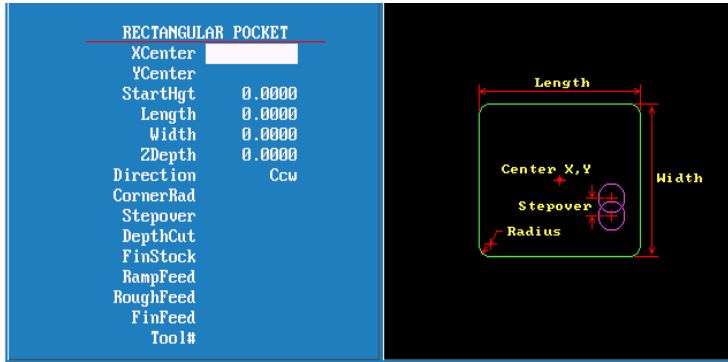 RECTANGULAR POCKET
XCenter
YCenter
StartHgt 0.0000
Length 0.0000
Width 0.0000
ZDepth 0.0000
Direction Ccw
CornerRad
Stepover
DepthCut
FinStock
RampFeed
RoughFeed
FinFeed
Tool#
Length
Center X,Y
Width
Stepover
Radius